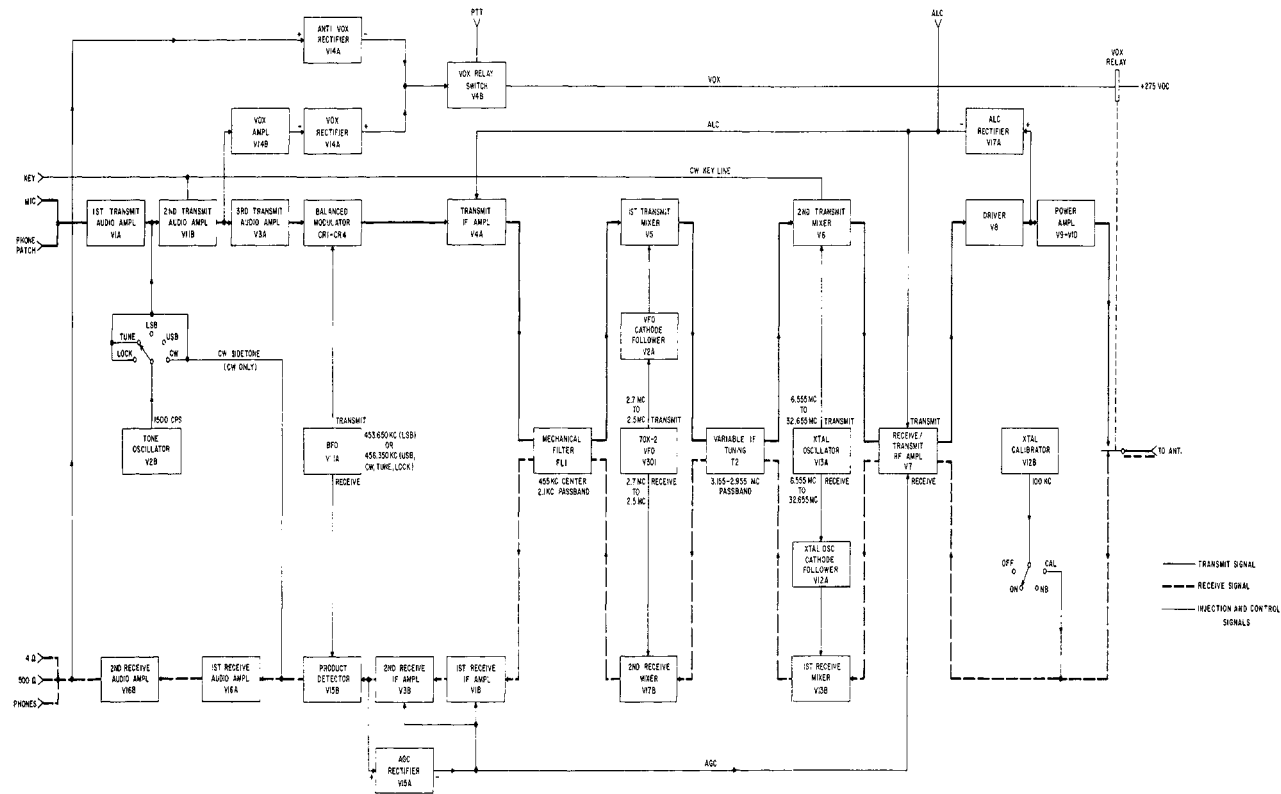 PTT
ALC
ANTI VOX
RECTIFIER
V14A
+
-
VOX
RELAY
VOX RELAY
SWITCH
V4B
VOX
+275 VDC
VOX
AMPL
V14B
-
-
VOX
RECTIFIER
V14A
+
ALC
-
ALC
RECTIFIER
V17A
+
KEY
CW KEY LINE
MIC
PHONE
PATCH
1ST TRANSMIT
AUDIO AMPL
V1A
2ND TRANSMIT
AUDIO AMPL
V11B
3RD TRANSMIT
AUDIO AMPL
V3A
BALANCED
MODULATOR
CR1-CR4
TRANSMIT
IF AMPL
V4A
1ST TRANSMIT
MIXER
V5
2ND TRANSMIT
MIXER
V6
DRIVER
V8
POWER
AMPL
V9-V10
LSB
TUNE
USB
LOCK
CW
CW SIDETONE
(CW ONLY)
VFO
CATHODE
FOLLOWER
V2A
1500 CPS
TONE
OSCILLATOR
V2B
TRANSMIT
BFO
RECEIVE
453.650 KC (LSB)
OR
456.350 KC (USB,
CW, TUNE, LOCK)
MECHANICAL
FILTER
FL1
455 KC CENTER
2.1 KC PASSBAND
2.7 MC
TO
2.5 MC
TRANSMIT
70K-2
VFO
V301
2.7 MC
TO
2.5 MC
RECEIVE
VARIABLE IF
TUNING
T2
3.155-2.955 MC
PASSBAND
6.555 MC
TO
32.655 MC
TRANSMIT
XTAL
OSCILLATOR
V13A
6.555 MC
TO
32.655 MC
RECEIVE
TRANSMIT
RECEIVE/
TRANSMIT
RF AMPL
V7
RECEIVE
XTAL
CALIBRATOR
V12B
100 KC
TO ANT.
XTAL OSC
CATHODE
FOLLOWER
V12A
OFF
CAL
ON
NB
TRANSMIT SIGNAL
RECEIVE SIGNAL
INJECTION AND CONTROL
SIGNALS
4 Ω
500 Ω
PHONES
2ND RECEIVE
AUDIO AMPL
V16B
1ST RECEIVE
AUDIO AMPL
V16A
PRODUCT
DETECTOR
V15B
2ND RECEIVE
IF AMPL
V3B
1ST RECEIVE
IF AMPL
V1B
2ND RECEIVE
MIXER
V17B
1ST RECEIVE
MIXER
V13B
+
AGC
RECTIFIER
V15A
-
AGC